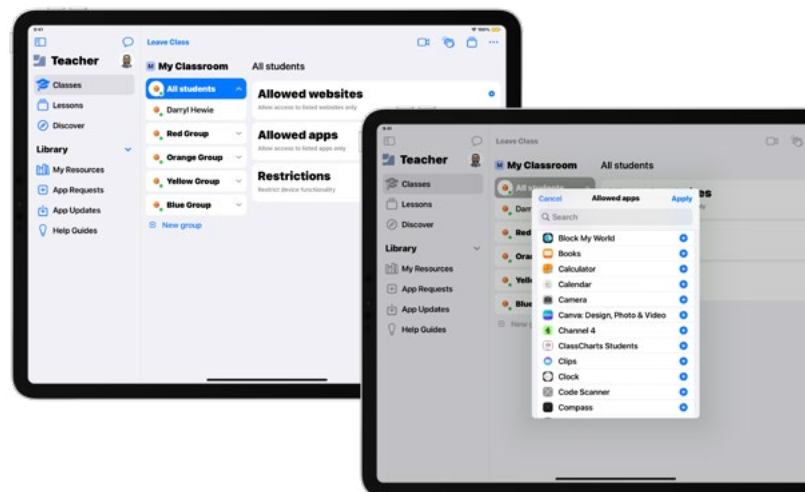 9:41
100%
Leave Class
Teacher
My Classroom
All students
Classes
All students
Allowed websites
Allow access to listed websites only
Lessons
Darryl Hewie
Discover
Red Group
Allowed apps
Allow access to listed apps only
Library
Orange Group
My Resources
Yellow Group
Restrictions
Restrict device functionality
App Requests
Blue Group
App Updates
New group
Help Guides
9:41
Leave Class
Teacher
My Classroom
All students
Classes
Lessons
Discover
Library
My Resources
App Requests
App Updates
Help Guides
Cancel
Allowed apps
Apply
Search
Block My World
Books
Calculator
Calendar
Camera
Canva: Design, Photo & Video
Channel 4
ClassCharts Students
Clips
Clock
Code Scanner
Compass